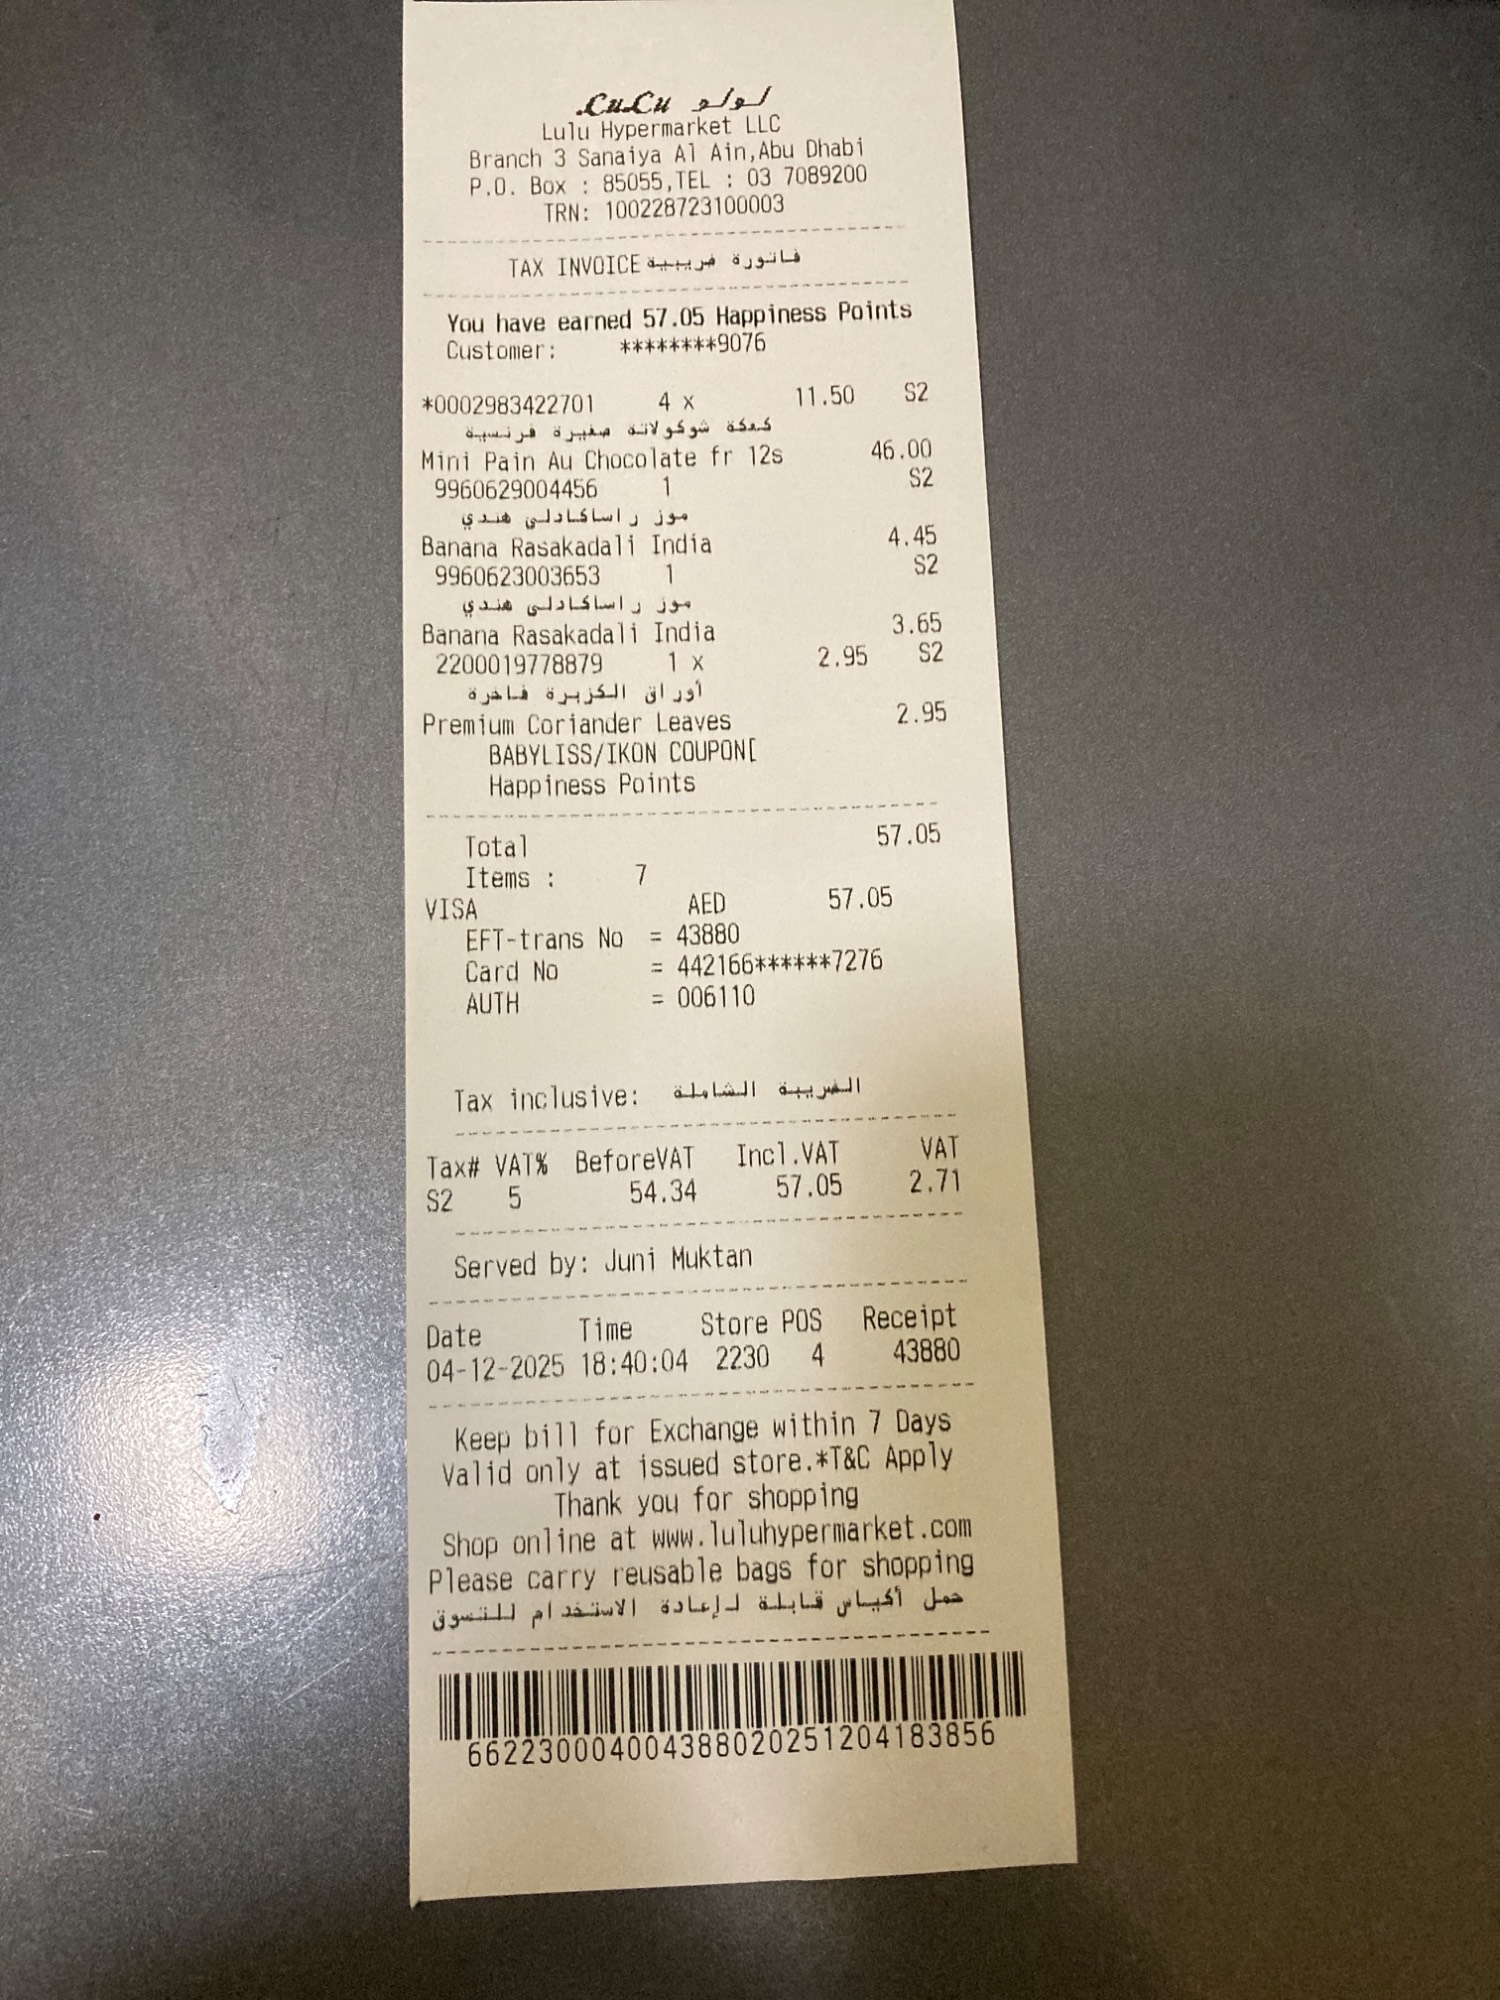 LuLu لولو
Lulu Hypermarket LLC
Branch 3 Sanaiya Al Ain,Abu Dhabi
P.O. Box : 85055,TEL : 03 7089200
TRN: 100228723100003
TAX INVOICE فاتورة ضريبية
You have earned 57.05 Happiness Points
Customer: ********9076
*0002983422701 4 x 11.50 S2
كعكة شوكولاتة صغيرة فرنسية
Mini Pain Au Chocolate fr 12s 46.00
9960629004456 1 S2
موز راساكادلي هندي
Banana Rasakadali India 4.45
9960623003653 1 S2
موز راساكادلي هندي
Banana Rasakadali India 3.65
2200019778879 1 x 2.95 S2
أوراق الكزبرة فاخرة
Premium Coriander Leaves 2.95
BABYLISS/IKON COUPON[
Happiness Points
Total 57.05
Items : 7
VISA AED 57.05
EFT-trans No = 43880
Card No = 442166******7276
AUTH = 006110
Tax inclusive: الضريبة الشاملة
Tax# VAT% BeforeVAT Incl.VAT VAT
S2 5 54.34 57.05 2.71
Served by: Juni Muktan
Date Time Store POS Receipt
04-12-2025 18:40:04 2230 4 43880
Keep bill for Exchange within 7 Days
Valid only at issued store.*T&C Apply
Thank you for shopping
Shop online at www.luluhypermarket.com
Please carry reusable bags for shopping
حمل أكياس قابلة لإعادة الاستخدام للتسوق
662230004004388020251204183856